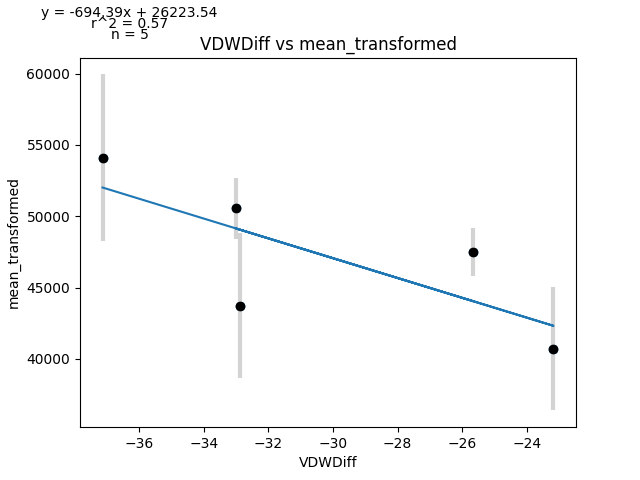 y = -694.39x + 26223.54
r^2 = 0.57
n = 5
VDWDiff vs mean_transformed
60000
55000
50000
45000
40000
mean_transformed
−36
−34
−32
−30
−28
−26
−24
VDWDiff